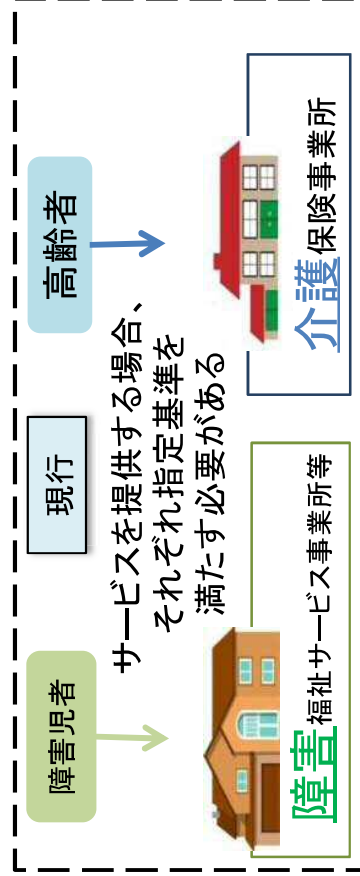 現行
障害児者
高齢者
サービスを提供する場合、
それぞれ指定基準を
満たす必要がある
障害福祉サービス事業所等
介護保険事業所